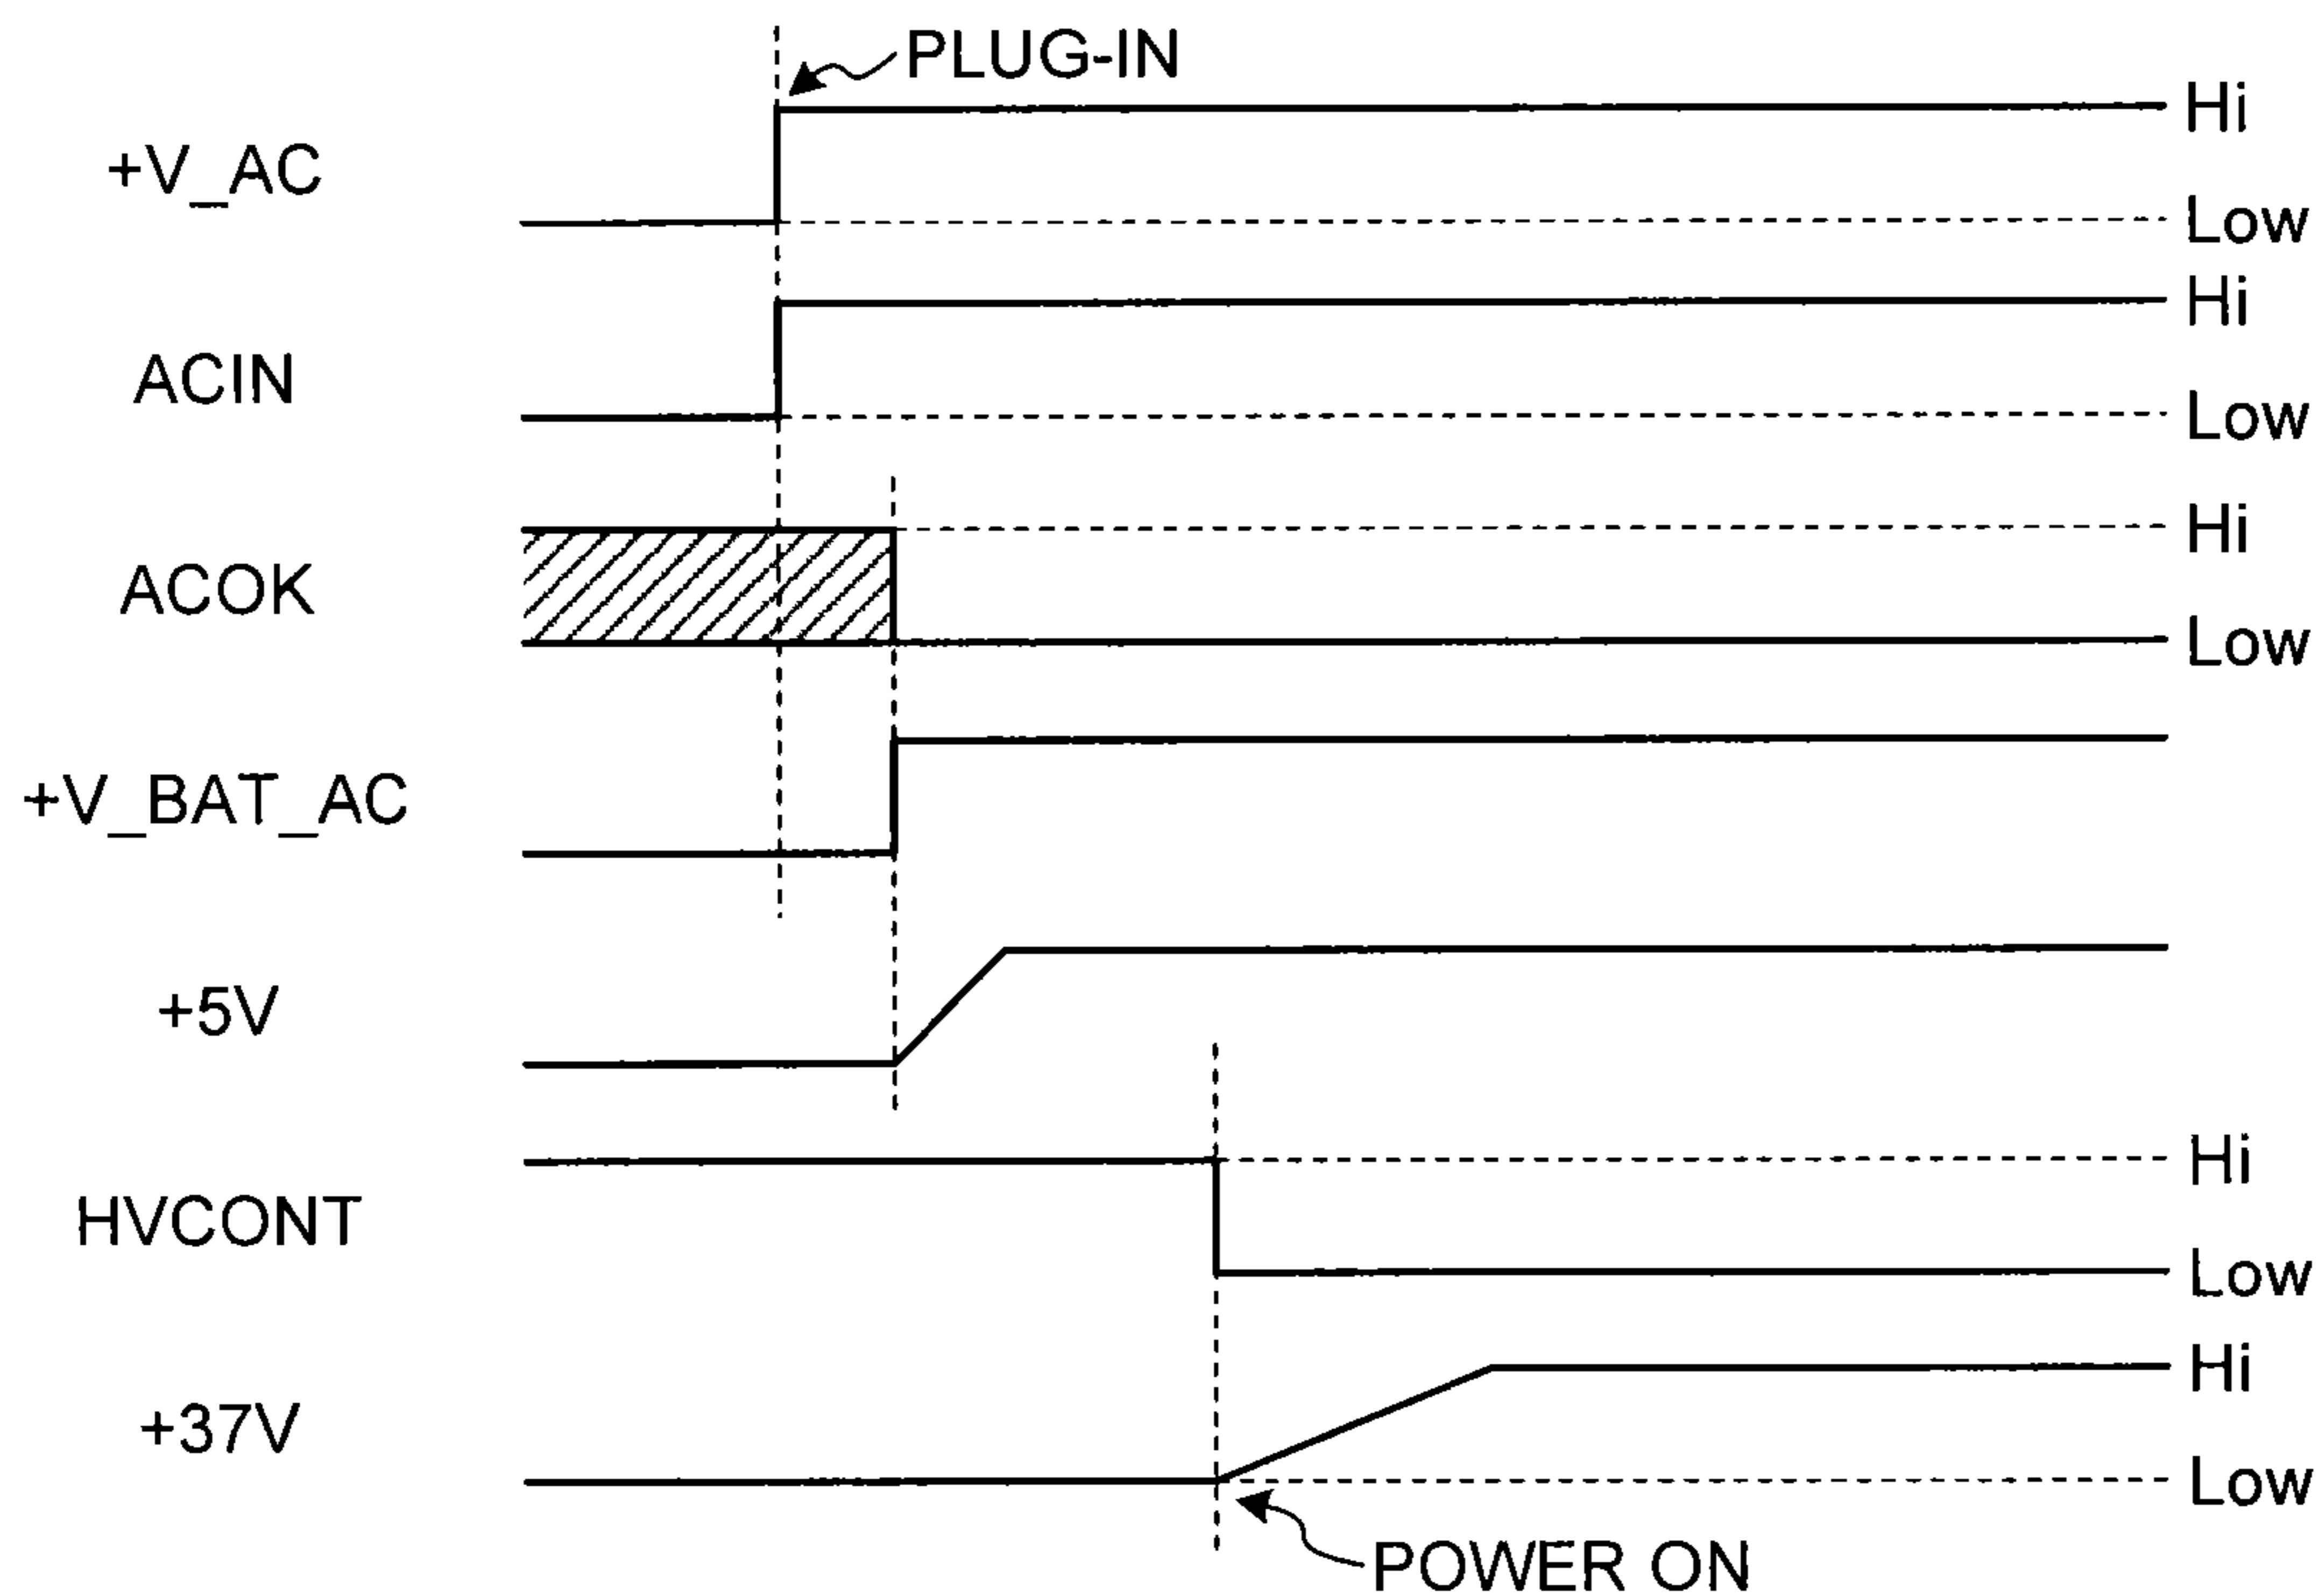 PLUG-IN
Hi
+V_AC
Low
Hi
ACIN
Low
Hi
ACOK
Low
+V_BAT_AC
+5V
Hi
HVCONT
Low
Hi
+37V
Low
POWER ON